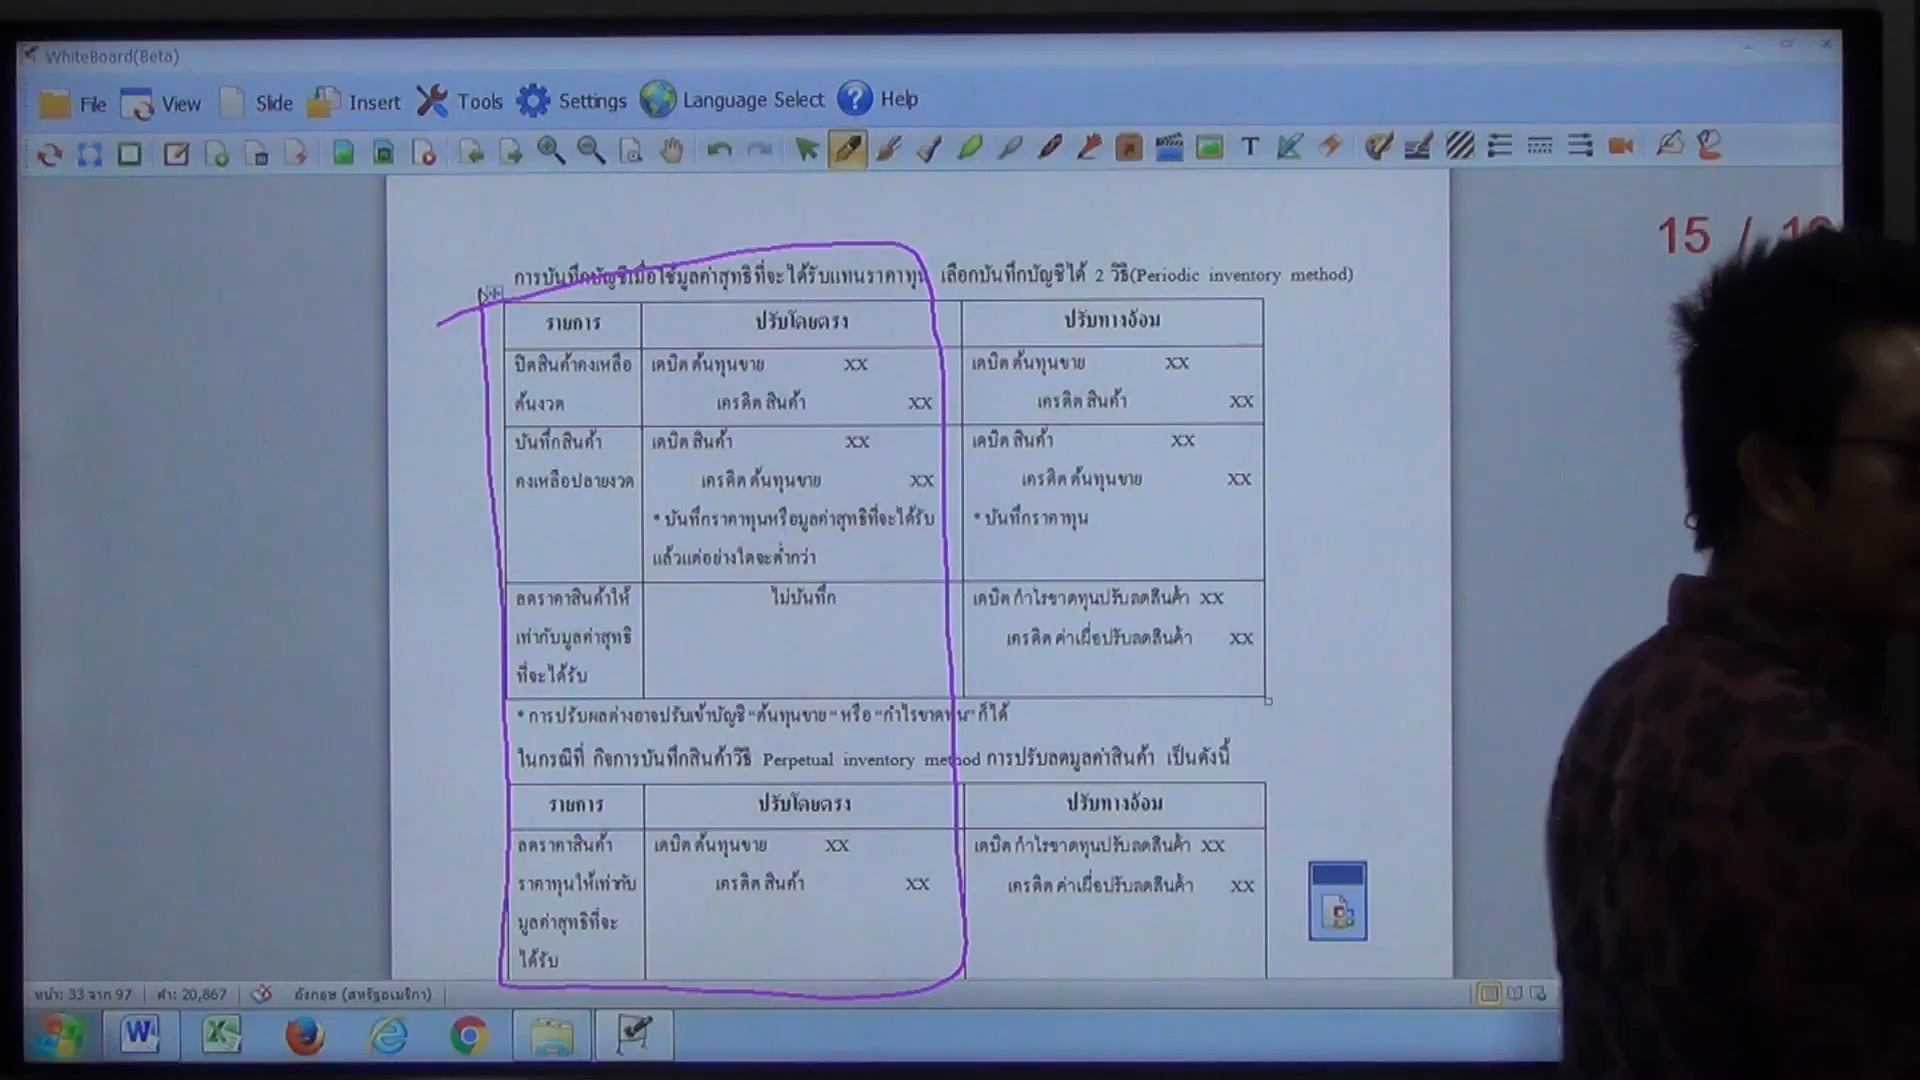 WhiteBoard(Beta)
File View Slide Insert Tools Settings Language Select Help
15 /
การบันทึกบัญชีเมื่อใช้มูลค่าสุทธิที่จะได้รับแทนราคาทุน เลือกบันทึกบัญชีได้ 2 วิธี(Periodic inventory method)
รายการ ปรับโดยตรง ปรับทางอ้อม
ปิดสินค้าคงเหลือ เดบิต ต้นทุนขาย XX เดบิต ต้นทุนขาย XX
ต้นงวด เครดิต สินค้า XX เครดิต สินค้า XX
บันทึกสินค้า เดบิต สินค้า XX เดบิต สินค้า XX
คงเหลือปลายงวด เครดิต ต้นทุนขาย XX เครดิต ต้นทุนขาย XX
* บันทึกราคาทุนหรือมูลค่าสุทธิที่จะได้รับ * บันทึกราคาทุน
แล้วแต่อย่างใดจะต่ำกว่า
ลดราคาสินค้าให้ ไม่บันทึก เดบิต กำไรขาดทุนปรับลดสินค้า XX
เท่ากับมูลค่าสุทธิ เครดิต ค่าเผื่อปรับลดสินค้า XX
ที่จะได้รับ
* การปรับผลต่างอาจปรับเข้าบัญชี “ต้นทุนขาย” หรือ “กำไรขาดทุน” ก็ได้
ในกรณีที่ กิจการบันทึกสินค้าวิธี Perpetual inventory method การปรับลดมูลค่าสินค้า เป็นดังนี้
รายการ ปรับโดยตรง ปรับทางอ้อม
ลดราคาสินค้า เดบิต ต้นทุนขาย XX เดบิต กำไรขาดทุนปรับลดสินค้า XX
ราคาทุนให้เท่ากับ เครดิต สินค้า XX เครดิต ค่าเผื่อปรับลดสินค้า XX
มูลค่าสุทธิที่จะ
ได้รับ
หน้า: 33 จาก 97 คำ: 20,867 อังกฤษ (สหรัฐอเมริกา)